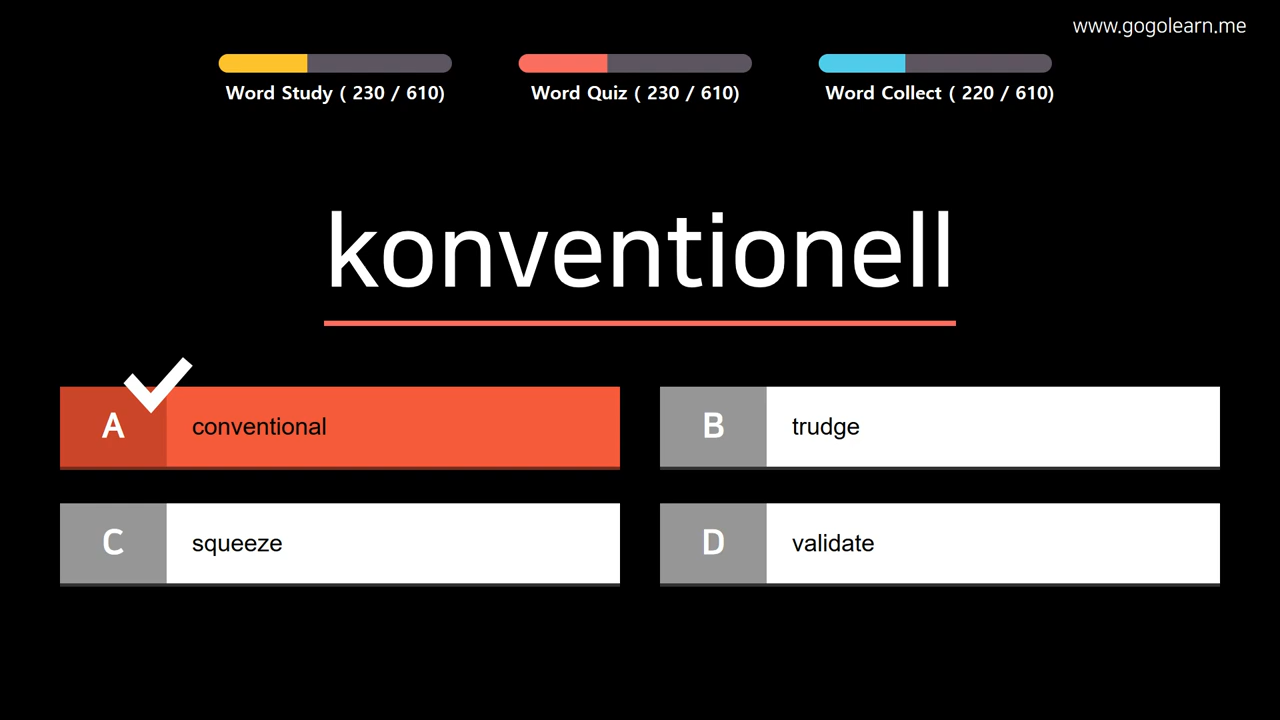 www.gogolearn.me
Word Study ( 230 / 610)
Word Quiz ( 230 / 610)
Word Collect ( 220 / 610)
konventionell
A conventional
B trudge
C squeeze
D validate